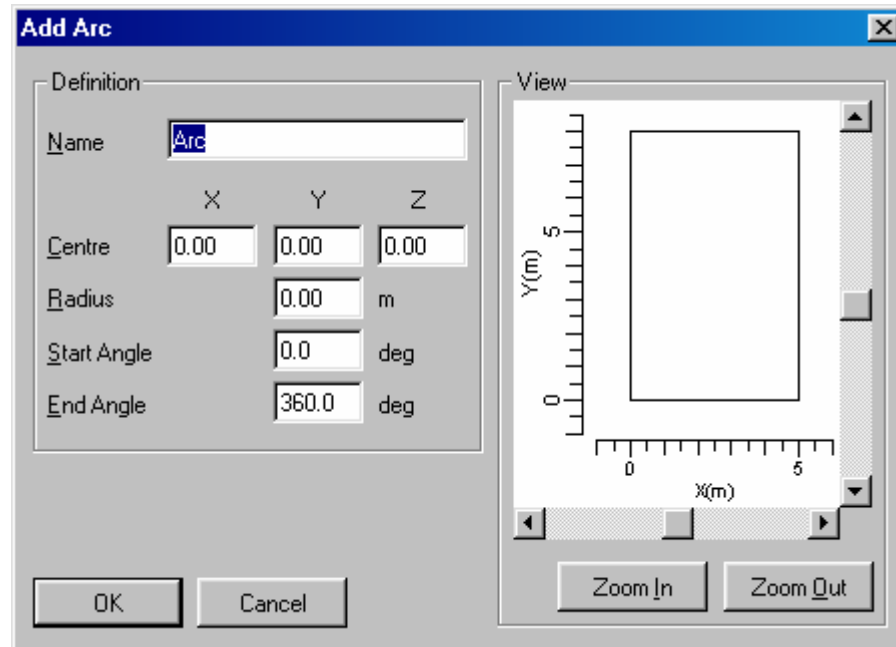 Add Arc
Definition
Name Arc
X Y Z
Centre 0.00 0.00 0.00
Radius 0.00 m
Start Angle 0.0 deg
End Angle 360.0 deg
OK Cancel
View
Y(m)
5
0
0 5
X(m)
Zoom In Zoom Out